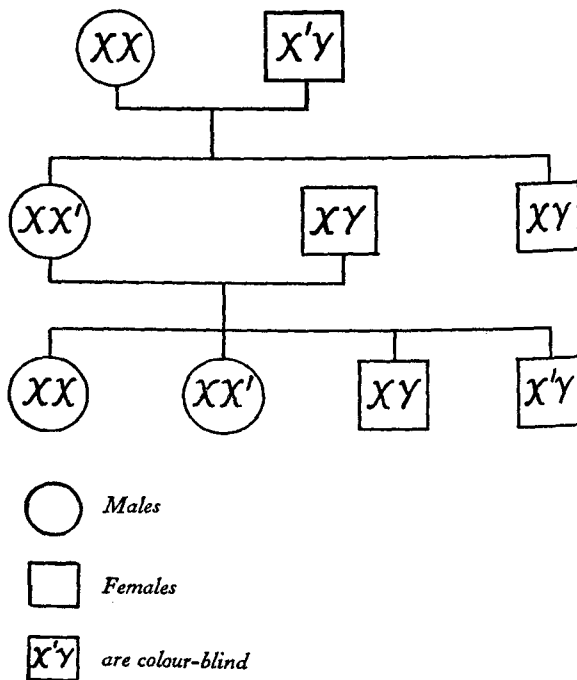 XX X'Y
XX' XY XY
XX XX' XY X'Y
Males
Females
X'Y are colour-blind